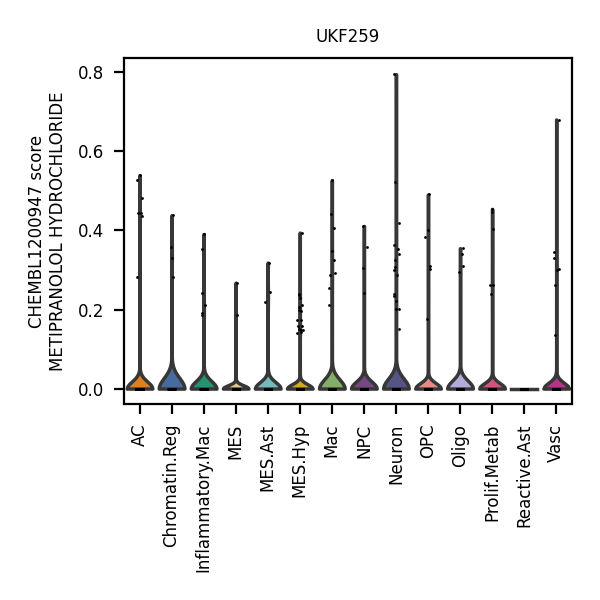 UKF259
CHEMBL1200947 score
METIPRANOLOL HYDROCHLORIDE
0.8
0.6
0.4
0.2
0.0
AC
Chromatin.Reg
Inflammatory.Mac
MES
MES.Ast
MES.Hyp
Mac
NPC
Neuron
OPC
Oligo
Prolif.Metab
Reactive.Ast
Vasc